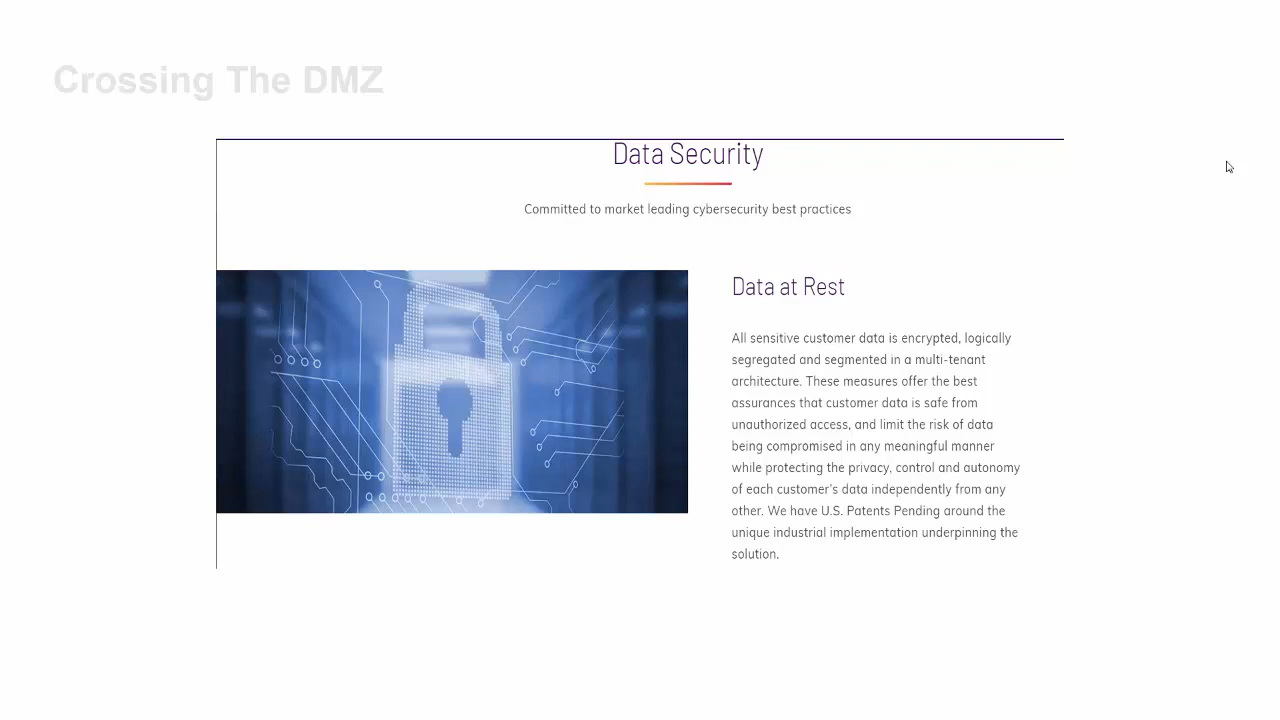 Crossing The DMZ
Data Security
Committed to market leading cybersecurity best practices
Data at Rest
All sensitive customer data is encrypted, logically
segregated and segmented in a multi-tenant
architecture. These measures offer the best
assurances that customer data is safe from
unauthorized access, and limit the risk of data
being compromised in any meaningful manner
while protecting the privacy, control and autonomy
of each customer's data independently from any
other. We have U.S. Patents Pending around the
unique industrial implementation underpinning the
solution.